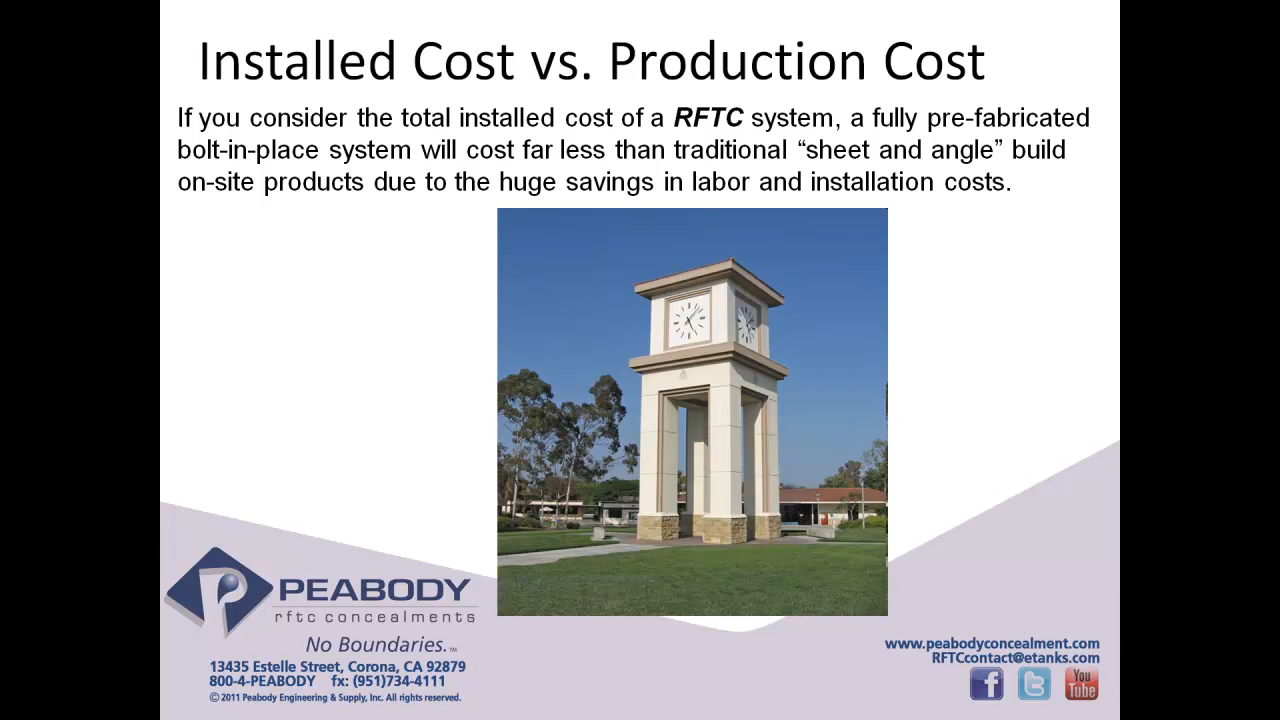 Installed Cost vs. Production Cost
If you consider the total installed cost of a RFTC system, a fully pre-fabricated
bolt-in-place system will cost far less than traditional “sheet and angle” build
on-site products due to the huge savings in labor and installation costs.
PEABODY
rftc concealments
No Boundaries.™
13435 Estelle Street, Corona, CA 92879
800-4-PEABODY fx: (951)734-4111
© 2011 Peabody Engineering & Supply, Inc. All rights reserved.
www.peabodyconcealment.com
RFTCcontact@etanks.com
You
Tube